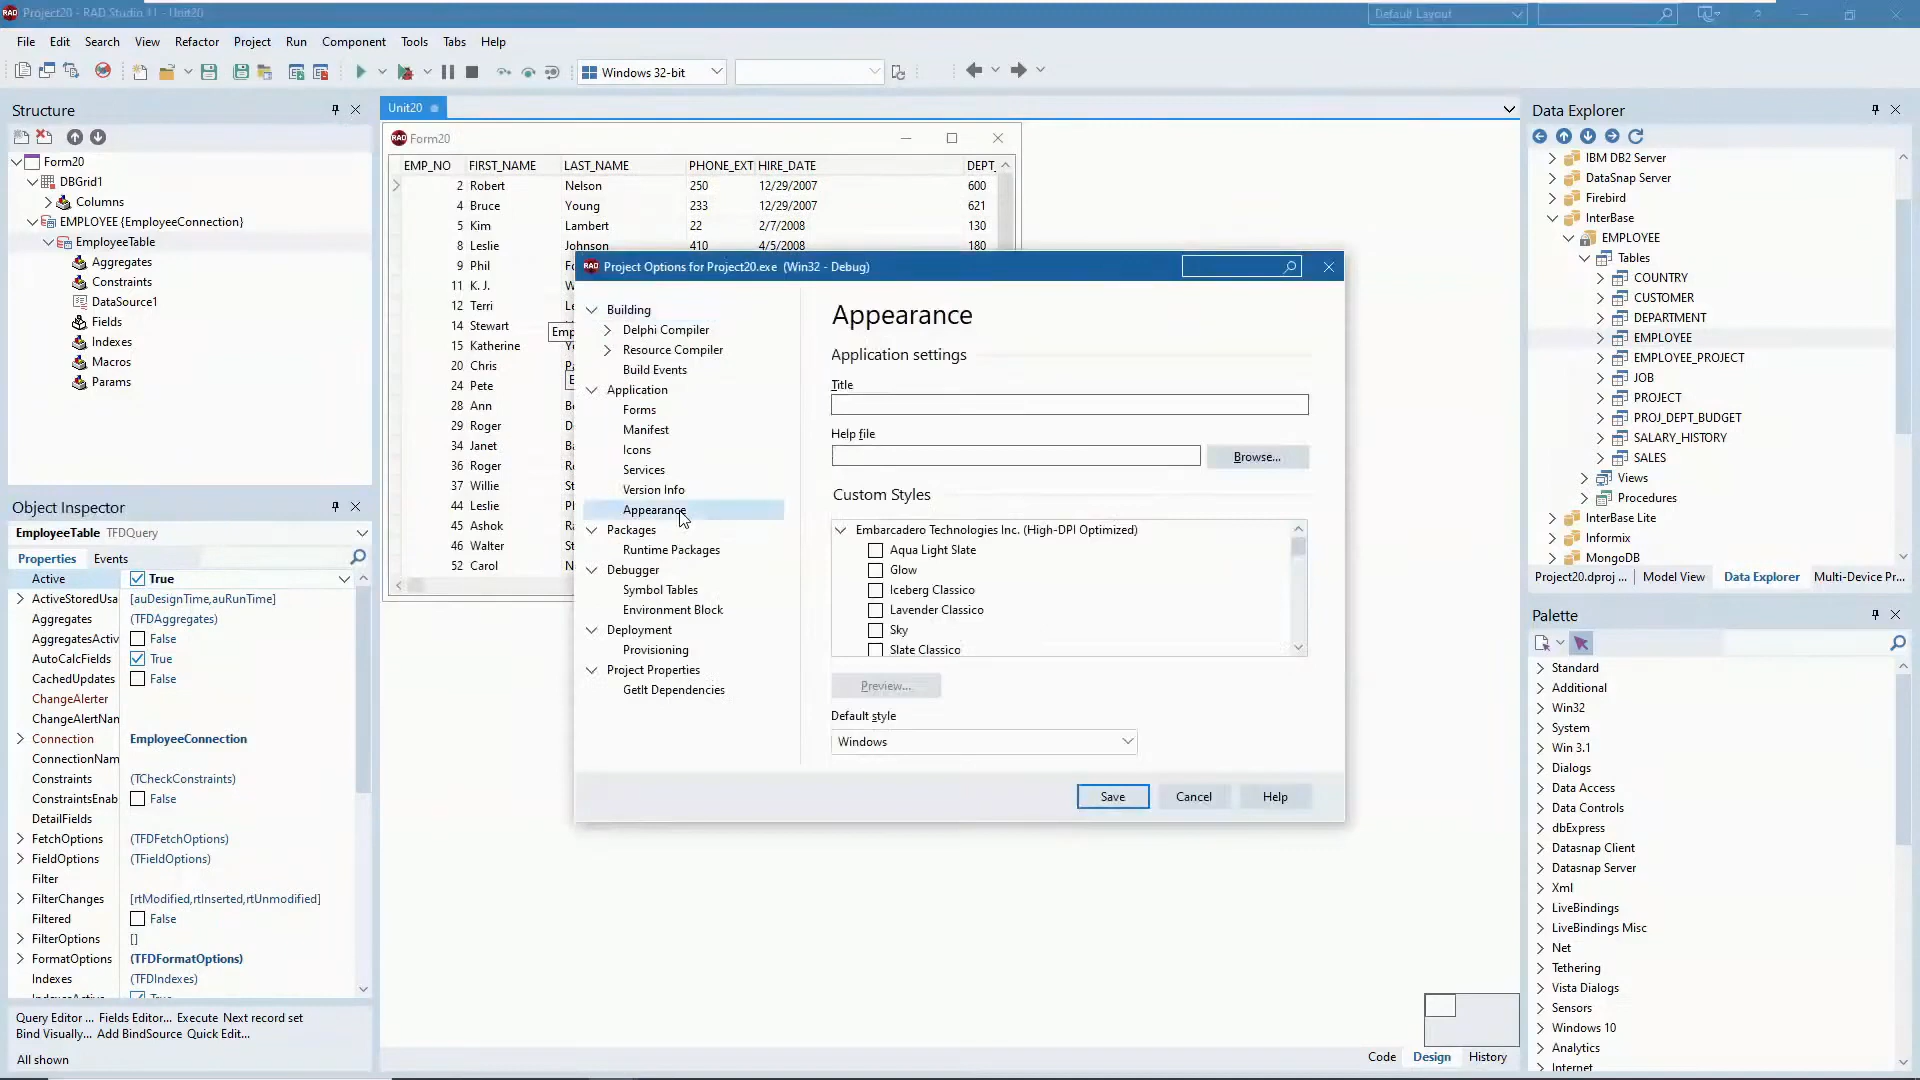 Project20 - RAD Studio 11 - Unit20
Default Layout
File Edit Search View Refactor Project Run Component Tools Tabs Help
Windows 32-bit
Structure
Form20
DBGrid1
Columns
EMPLOYEE {EmployeeConnection}
EmployeeTable
Aggregates
Constraints
DataSource1
Fields
Indexes
Macros
Params
Object Inspector
EmployeeTable TFDQuery
Properties Events
Active True
ActiveStoredUsa [auDesignTime,auRunTime]
Aggregates (TFDAggregates)
AggregatesActiv False
AutoCalcFields True
CachedUpdates False
ChangeAlerter
ChangeAlertNan
Connection EmployeeConnection
ConnectionNam
Constraints (TCheckConstraints)
ConstraintsEnab False
DetailFields
FetchOptions (TFDFetchOptions)
FieldOptions (TFieldOptions)
Filter
FilterChanges [rtModified,rtInserted,rtUnmodified]
Filtered False
FilterOptions []
FormatOptions (TFDFormatOptions)
Indexes (TFDIndexes)
Query Editor ... Fields Editor... Execute Next record set
Bind Visually... Add BindSource Quick Edit...
All shown
Unit20
Form20
EMP_NO FIRST_NAME LAST_NAME PHONE_EXT HIRE_DATE DEPT_
2 Robert Nelson 250 12/29/2007 600
4 Bruce Young 233 12/29/2007 621
5 Kim Lambert 22 2/7/2008 130
8 Leslie Johnson 410 4/5/2008 180
9 Phil
11 K. J.
12 Terri
14 Stewart
15 Katherine
20 Chris
24 Pete
28 Ann
29 Roger
34 Janet
36 Roger
37 Willie
44 Leslie
45 Ashok
46 Walter
52 Carol
Project Options for Project20.exe (Win32 - Debug)
Building
Delphi Compiler
Resource Compiler
Build Events
Application
Forms
Manifest
Icons
Services
Version Info
Appearance
Packages
Runtime Packages
Debugger
Symbol Tables
Environment Block
Deployment
Provisioning
Project Properties
GetIt Dependencies
Appearance
Application settings
Title
Help file
Browse...
Custom Styles
Embarcadero Technologies Inc. (High-DPI Optimized)
Aqua Light Slate
Glow
Iceberg Classico
Lavender Classico
Sky
Slate Classico
Preview...
Default style
Windows
Save Cancel Help
Code Design History
Data Explorer
IBM DB2 Server
DataSnap Server
Firebird
InterBase
EMPLOYEE
Tables
COUNTRY
CUSTOMER
DEPARTMENT
EMPLOYEE
EMPLOYEE_PROJECT
JOB
PROJECT
PROJ_DEPT_BUDGET
SALARY_HISTORY
SALES
Views
Procedures
InterBase Lite
Informix
MongoDB
Project20.dproj ... Model View Data Explorer Multi-Device Pr...
Palette
Standard
Additional
Win32
System
Win 3.1
Dialogs
Data Access
Data Controls
dbExpress
Datasnap Client
Datasnap Server
Xml
LiveBindings
LiveBindings Misc
Net
Tethering
Vista Dialogs
Sensors
Windows 10
Analytics
Internet